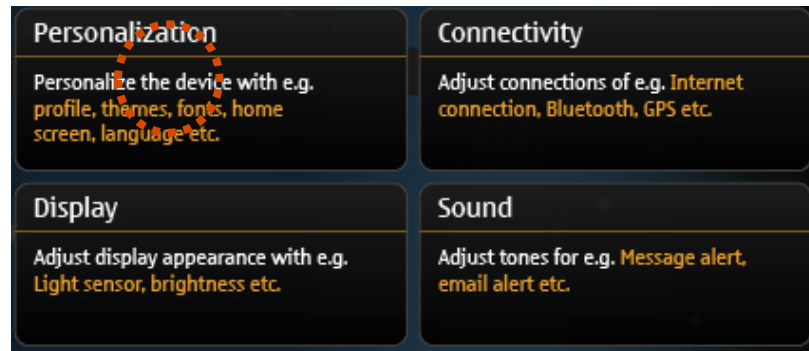 Personalization
Personalize the device with e.g.
profile, themes, fonts, home
screen, language etc.
Connectivity
Adjust connections of e.g. Internet
connection, Bluetooth, GPS etc.
Display
Adjust display appearance with e.g.
Light sensor, brightness etc.
Sound
Adjust tones for e.g. Message alert,
email alert etc.